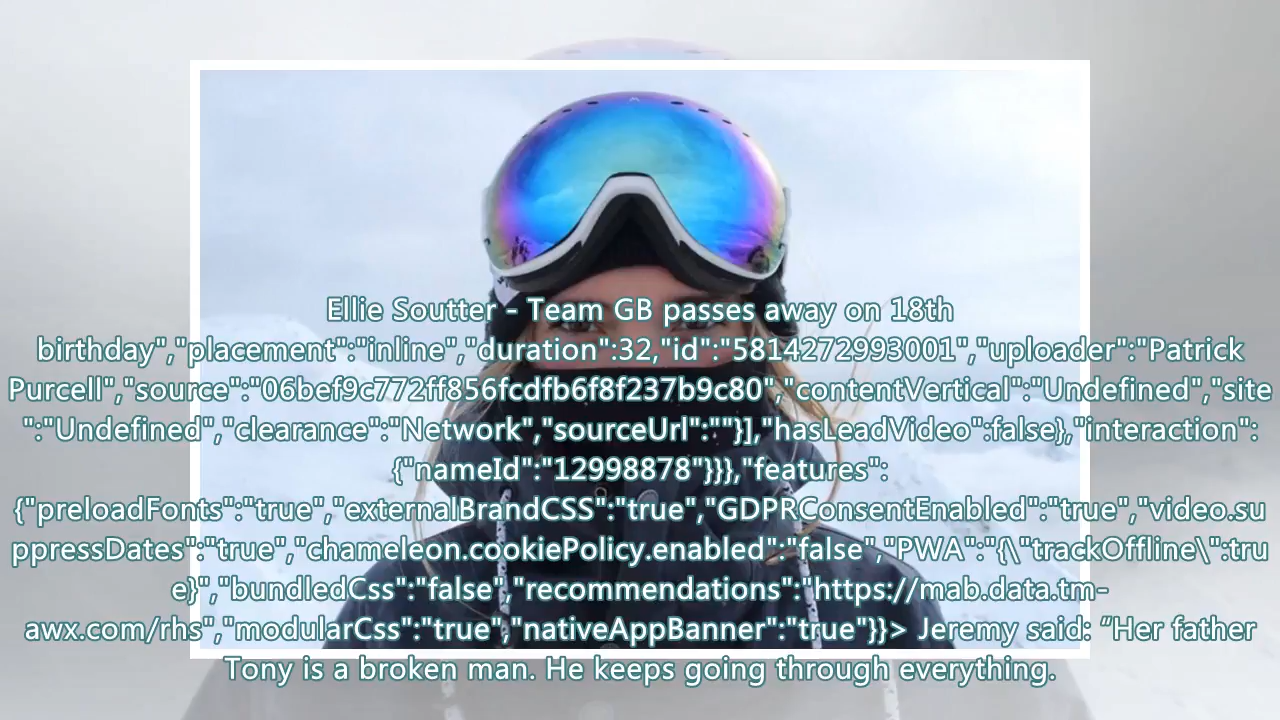 Ellie Soutter - Team GB passes away on 18th
birthday","placement":"inline","duration":32,"id":"5814272993001","uploader":"Patrick
Purcell","source":"06bef9c772ff856fcdfb6f8f237b9c80","contentVertical":"Undefined","site
":"Undefined","clearance":"Network","sourceUrl":""}],"hasLeadVideo":false},"interaction":
{"nameId":"12998878"}}},"features":
{"preloadFonts":"true","externalBrandCSS":"true","GDPRConsentEnabled":"true","video.su
ppressDates":"true","chameleon.cookiePolicy.enabled":"false","PWA":"{\"trackOffline\":tru
e}","bundledCss":"false","recommendations":"https://mab.data.tm-
awx.com/rhs","modularCss":"true","nativeAppBanner":"true"}}> Jeremy said: “Her father
Tony is a broken man. He keeps going through everything.